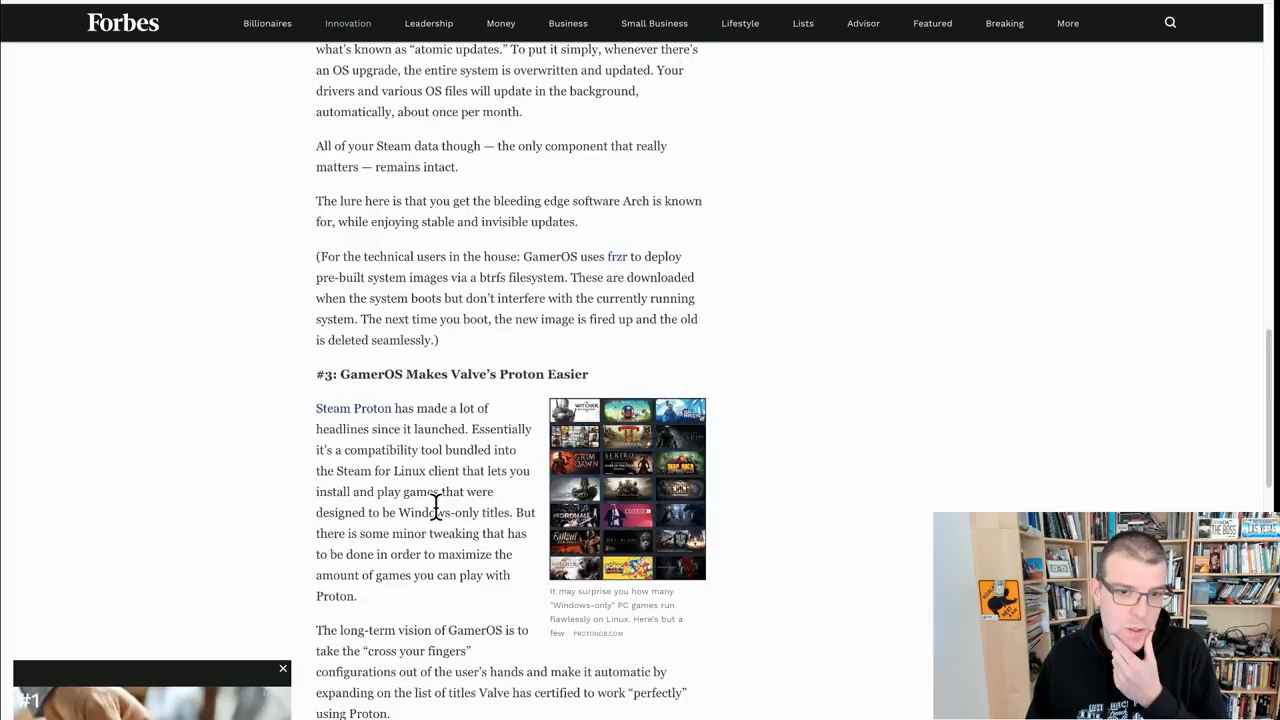 Forbes
Billionaires Innovation Leadership Money Business Small Business Lifestyle Lists Advisor Featured Breaking More
what's known as “atomic updates.” To put it simply, whenever there's
an OS upgrade, the entire system is overwritten and updated. Your
drivers and various OS files will update in the background,
automatically, about once per month.
All of your Steam data though — the only component that really
matters — remains intact.
The lure here is that you get the bleeding edge software Arch is known
for, while enjoying stable and invisible updates.
(For the technical users in the house: GamerOS uses frzr to deploy
pre-built system images via a btrfs filesystem. These are downloaded
when the system boots but don't interfere with the currently running
system. The next time you boot, the new image is fired up and the old
is deleted seamlessly.)
#3: GamerOS Makes Valve's Proton Easier
Steam Proton has made a lot of
headlines since it launched. Essentially
it's a compatibility tool bundled into
the Steam for Linux client that lets you
install and play games that were
designed to be Windows-only titles. But
there is some minor tweaking that has
to be done in order to maximize the
amount of games you can play with
Proton.
WITCHER
SKYRIM
GRIM DAWN
SEKIRO
MORDHAU
PREY
Fallout
It may surprise you how many
"Windows-only" PC games run
flawlessly on Linux. Here's but a
few PROTONDB.COM
The long-term vision of GamerOS is to
take the “cross your fingers”
configurations out of the user's hands and make it automatic by
expanding on the list of titles Valve has certified to work “perfectly”
using Proton.
#1
THE BOSS
LAS VEGAS